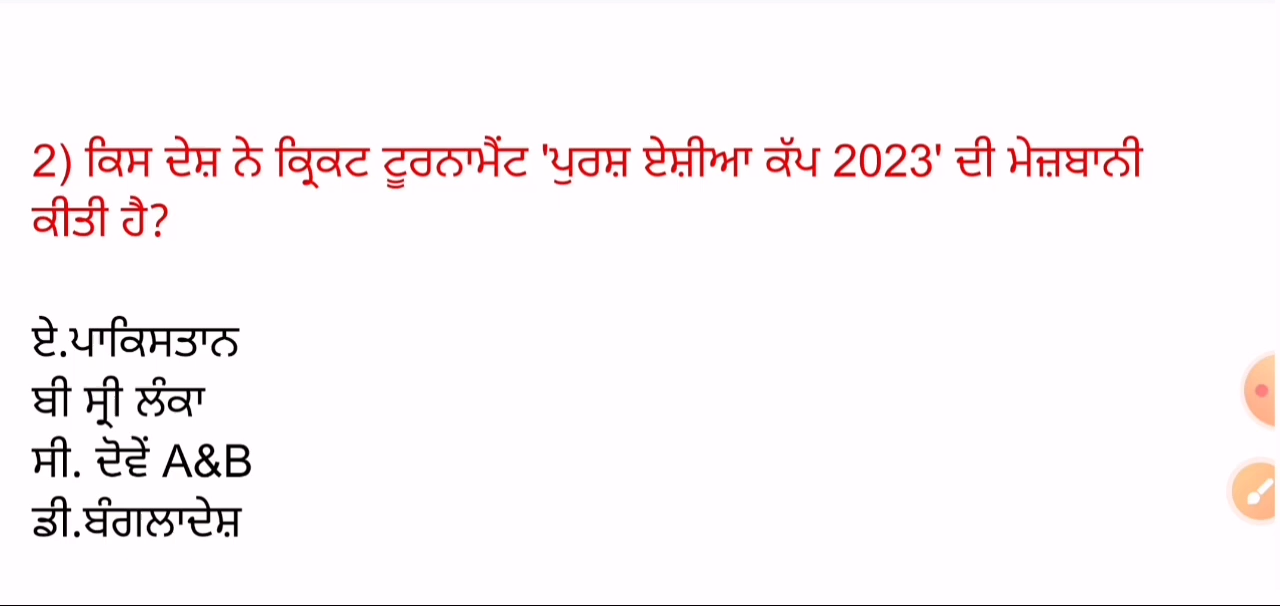 2) ਕਿਸ ਦੇਸ਼ ਨੇ ਕ੍ਰਿਕਟ ਟੂਰਨਾਮੈਂਟ 'ਪੁਰਸ਼ ਏਸ਼ੀਆ ਕੱਪ 2023' ਦੀ ਮੇਜ਼ਬਾਨੀ
ਕੀਤੀ ਹੈ?
ਏ.ਪਾਕਿਸਤਾਨ
ਬੀ ਸ੍ਰੀ ਲੰਕਾ
ਸੀ. ਦੋਵੇਂ A&B
ਡੀ.ਬੰਗਲਾਦੇਸ਼